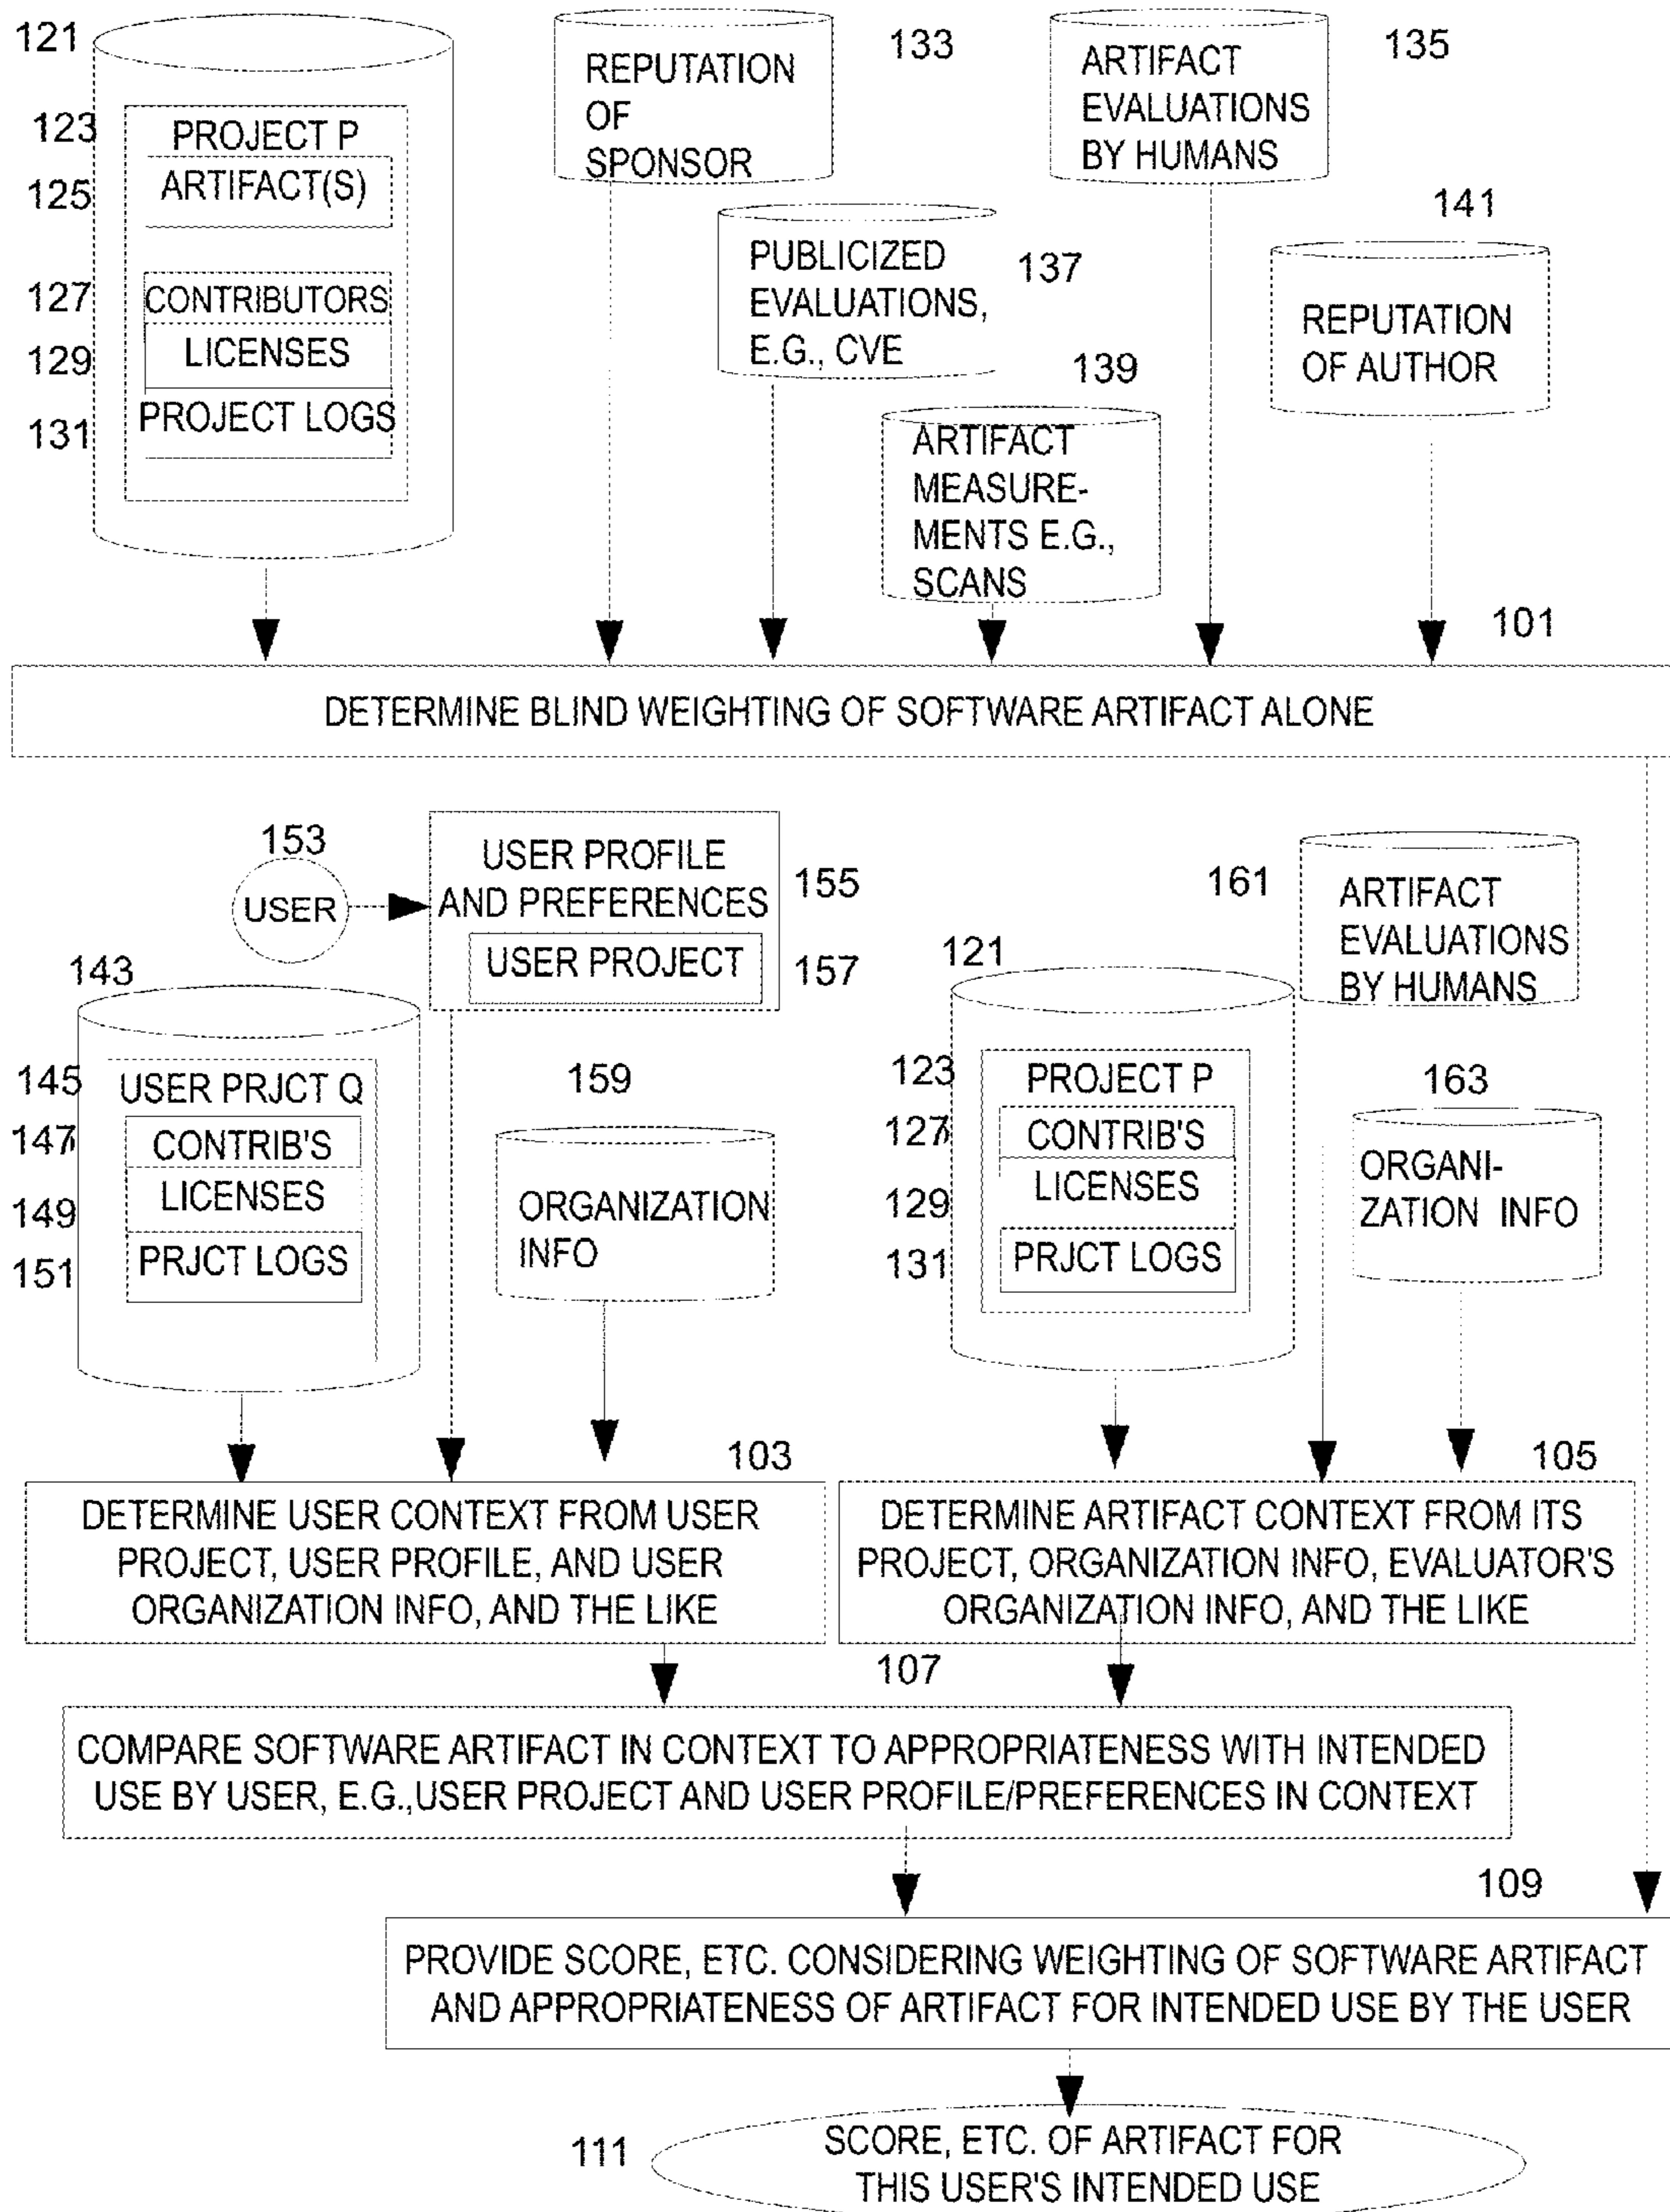 121
123
PROJECT P
125
ARTIFACT(S)
127
CONTRIBUTORS
129
LICENSES
131
PROJECT LOGS
REPUTATION
OF
SPONSOR
133
ARTIFACT
EVALUATIONS
BY HUMANS
135
PUBLICIZED
EVALUATIONS,
E.G., CVE
137
ARTIFACT
MEASURE-
MENTS E.G.,
SCANS
139
141
REPUTATION
OF AUTHOR
101
DETERMINE BLIND WEIGHTING OF SOFTWARE ARTIFACT ALONE
153
USER
USER PROFILE
AND PREFERENCES
155
USER PROJECT
157
143
145
USER PRJCT Q
147
CONTRIB'S
149
LICENSES
151
PRJCT LOGS
159
ORGANIZATION
INFO
161
ARTIFACT
EVALUATIONS
BY HUMANS
121
123
PROJECT P
127
CONTRIB'S
129
LICENSES
131
PRJCT LOGS
163
ORGANI-
ZATION INFO
103
DETERMINE USER CONTEXT FROM USER
PROJECT, USER PROFILE, AND USER
ORGANIZATION INFO, AND THE LIKE
105
DETERMINE ARTIFACT CONTEXT FROM ITS
PROJECT, ORGANIZATION INFO, EVALUATOR'S
ORGANIZATION INFO, AND THE LIKE
107
COMPARE SOFTWARE ARTIFACT IN CONTEXT TO APPROPRIATENESS WITH INTENDED
USE BY USER, E.G.,USER PROJECT AND USER PROFILE/PREFERENCES IN CONTEXT
109
PROVIDE SCORE, ETC. CONSIDERING WEIGHTING OF SOFTWARE ARTIFACT
AND APPROPRIATENESS OF ARTIFACT FOR INTENDED USE BY THE USER
111
SCORE, ETC. OF ARTIFACT FOR
THIS USER'S INTENDED USE